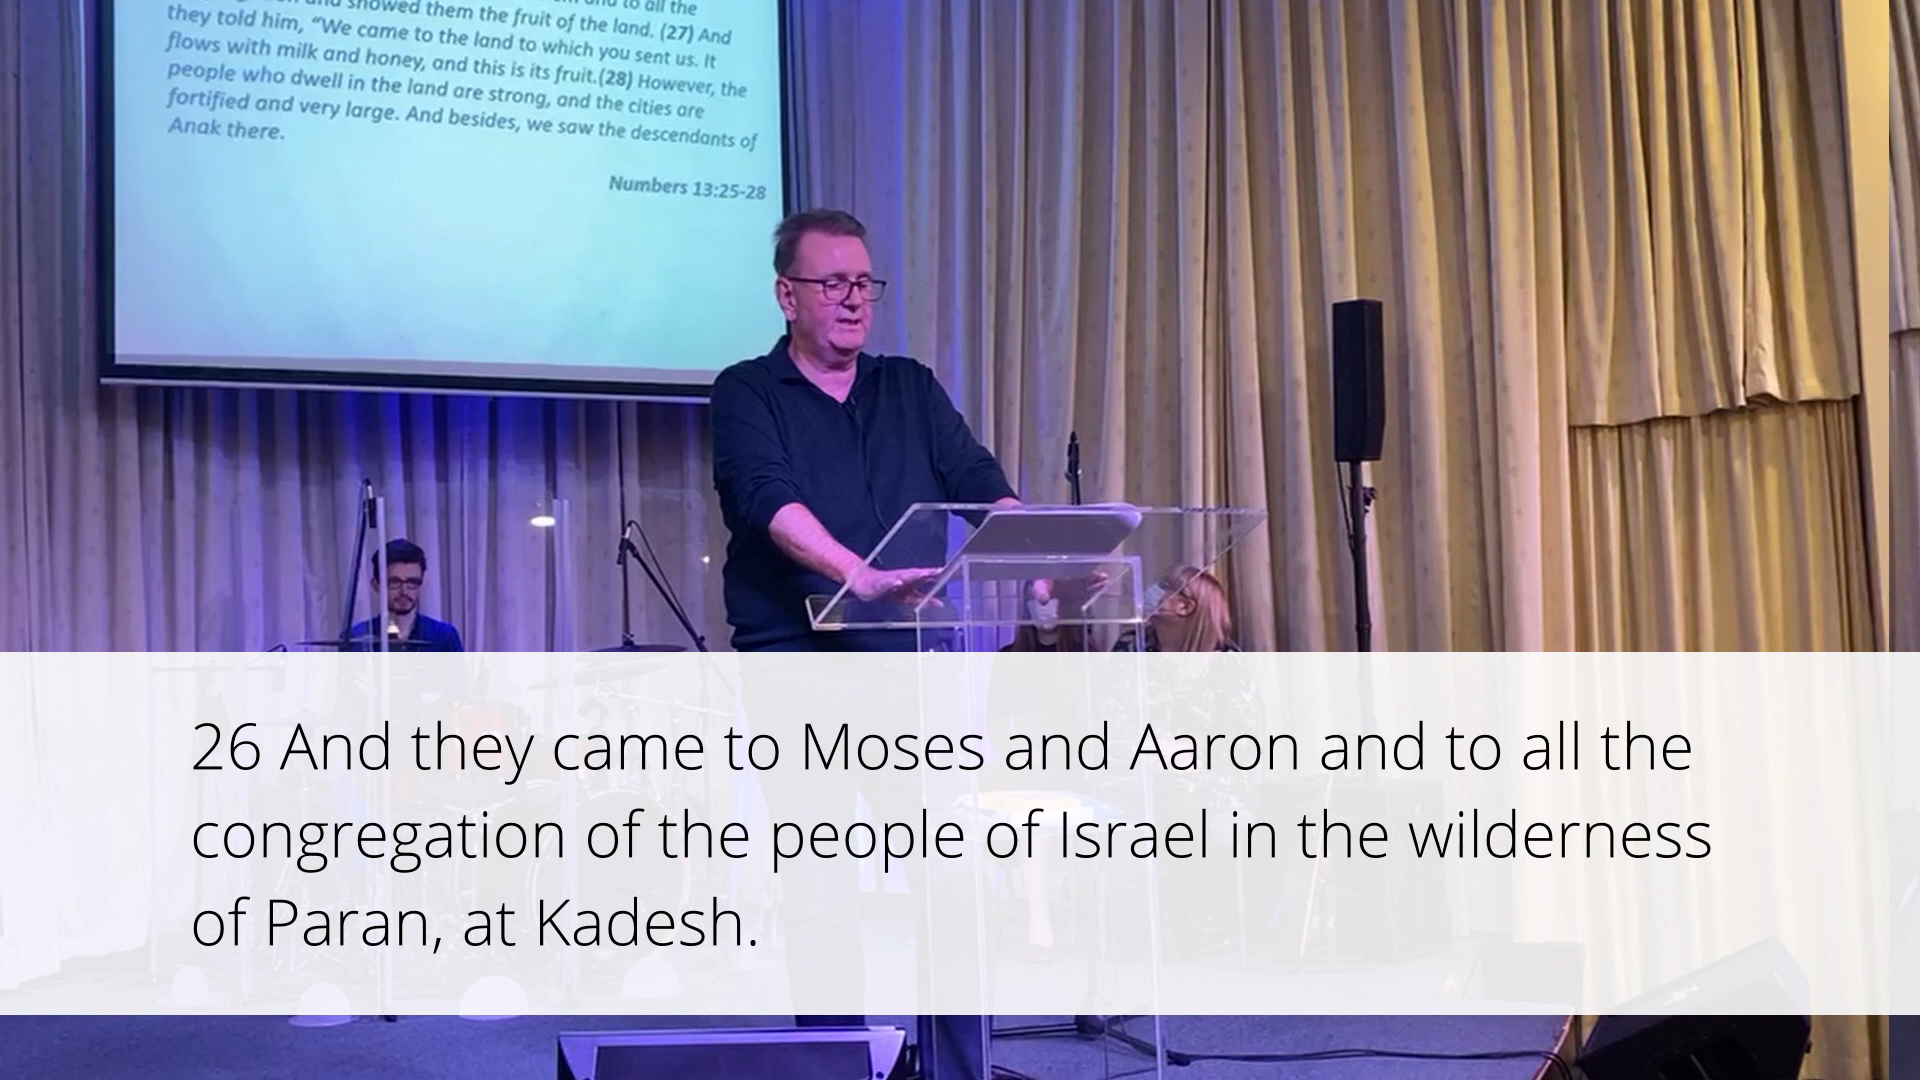 and to all the
showed them the fruit of the land. (27) And
they told him, “We came to the land to which you sent us. It
flows with milk and honey, and this is its fruit.(28) However, the
people who dwell in the land are strong, and the cities are
fortified and very large. And besides, we saw the descendants of
Anak there.
Numbers 13:25-28
26 And they came to Moses and Aaron and to all the
congregation of the people of Israel in the wilderness
of Paran, at Kadesh.